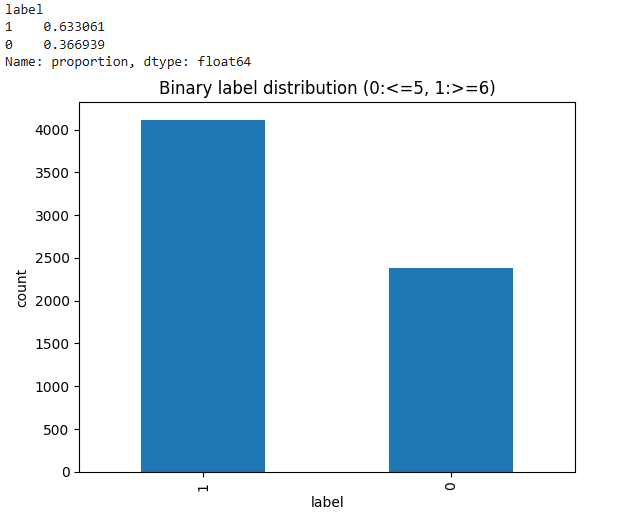 label
1    0.633061
0    0.366939
Name: proportion, dtype: float64
Binary label distribution (0:<=5, 1:>=6)
4000
3500
3000
2500
2000
1500
1000
500
0
count
1
0
label